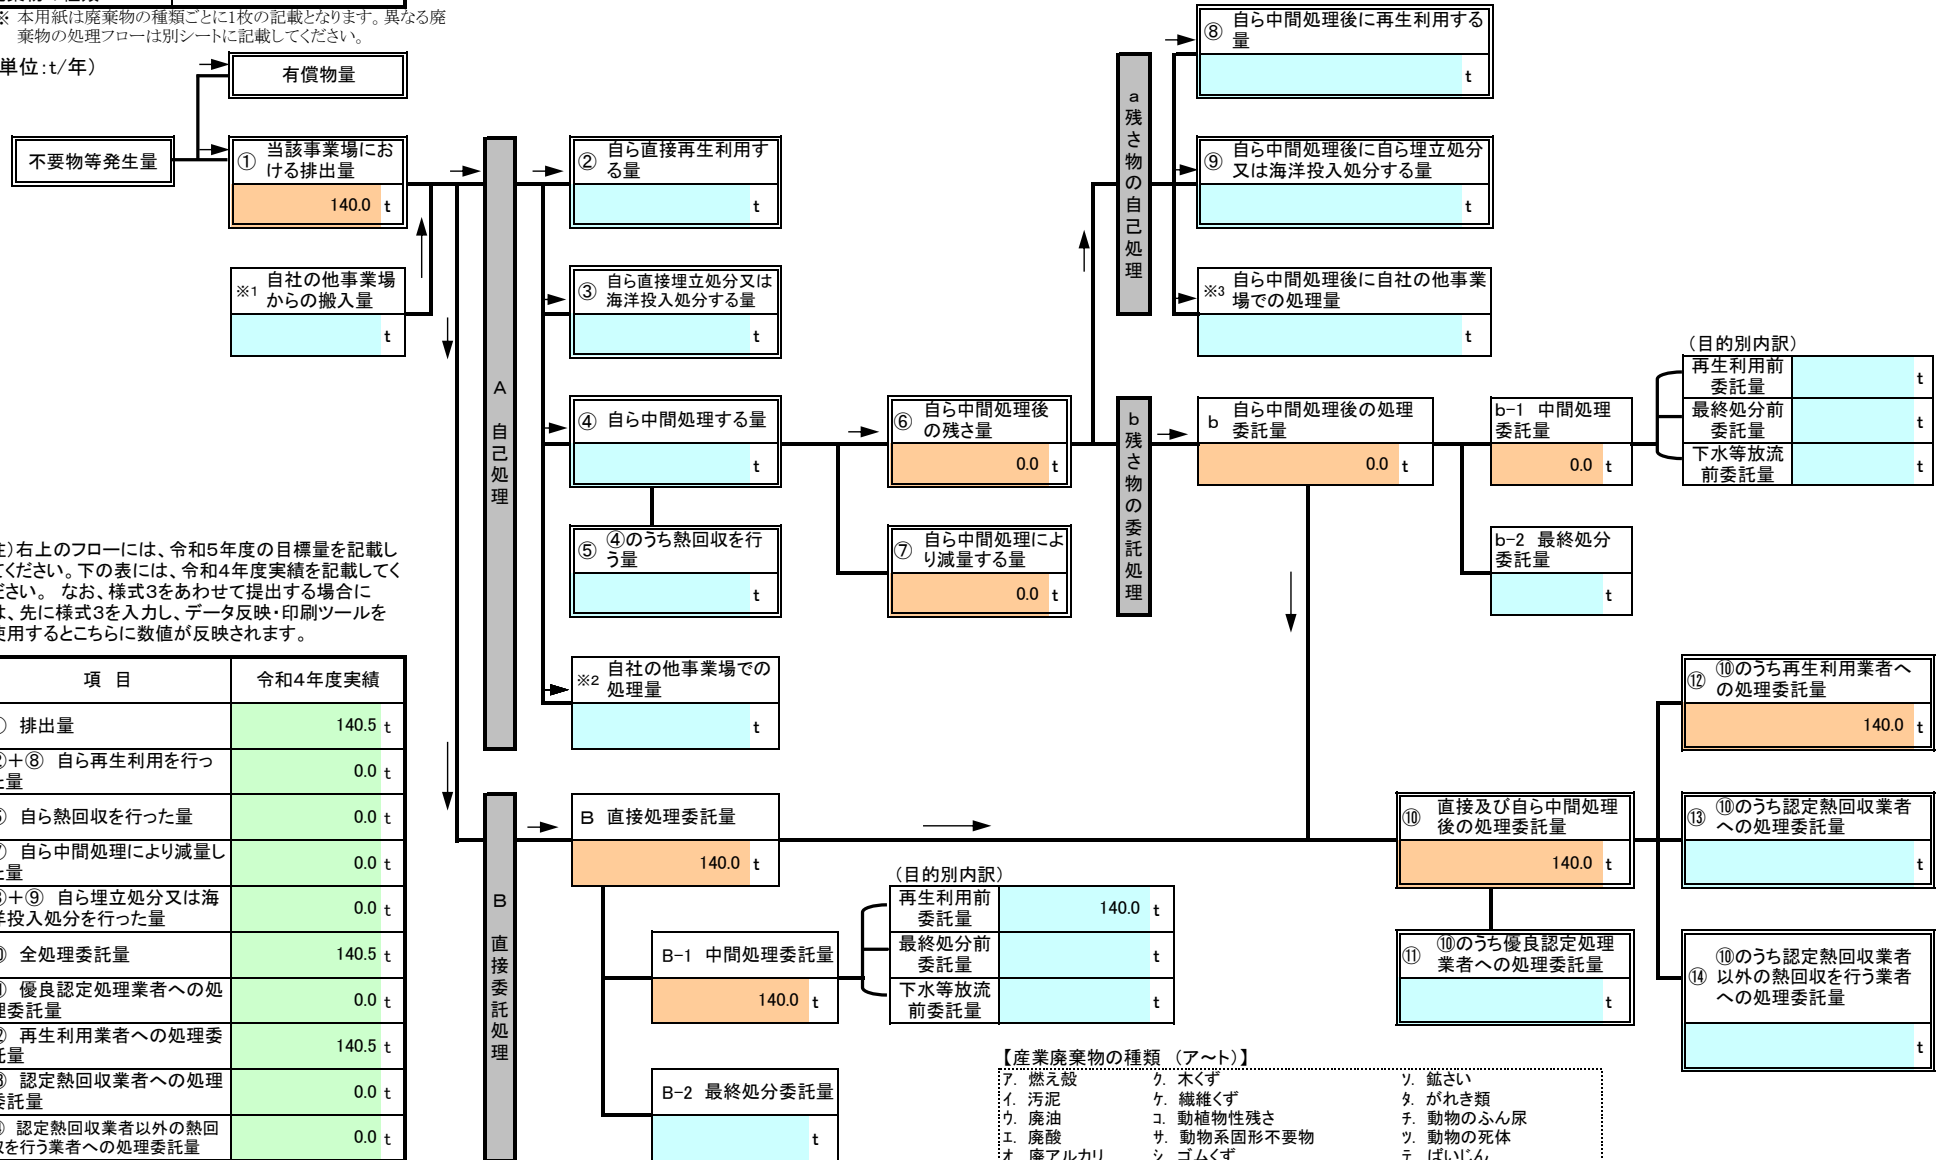 ※ 本用紙は廃棄物の種類ごとに1枚の記載となります。異なる廃
棄物の処理フローは別シートに記載してください。
単位：t/年）
有償物量
不要物等発生量
① 当該事業場にお
ける排出量
140.0 t
※1 自社の他事業場
からの搬入量
t
A 自己処理
② 自ら直接再生利用す
る量
t
③ 自ら直接埋立処分又は
海洋投入処分する量
t
④ 自ら中間処理する量
t
⑤ ④のうち熱回収を行
う量
t
※2 自社の他事業場での
処理量
t
⑥ 自ら中間処理後
の残さ量
0.0 t
⑦ 自ら中間処理によ
り減量する量
0.0 t
a 残さ物の自己処理
⑧ 自ら中間処理後に再生利用する
量
t
⑨ 自ら中間処理後に自ら埋立処分
又は海洋投入処分する量
t
※3 自ら中間処理後に自社の他事業
場での処理量
t
b 残さ物の委託処理
b 自ら中間処理後の処理
委託量
0.0 t
b-1 中間処理
委託量
0.0 t
b-2 最終処分
委託量
t
（目的別内訳）
再生利用前
委託量
t
最終処分前
委託量
t
下水等放流
前委託量
t
）右上のフローには、令和５年度の目標量を記載し
ください。下の表には、令和４年度実績を記載してく
さい。 なお、様式３をあわせて提出する場合に
、先に様式３を入力し、データ反映・印刷ツールを
使用するとこちらに数値が反映されます。
項 目 令和４年度実績
排出量 140.5 t
＋⑧ 自ら再生利用を行っ
量 0.0 t
自ら熱回収を行った量 0.0 t
自ら中間処理により減量し
量 0.0 t
＋⑨ 自ら埋立処分又は海
洋投入処分を行った量 0.0 t
全処理委託量 140.5 t
優良認定処理業者への処
理委託量 0.0 t
再生利用業者への処理委
託量 140.5 t
認定熱回収業者への処理
委託量 0.0 t
認定熱回収業者以外の熱回
収を行う業者への処理委託量 0.0 t
B 直接委託処理
B 直接処理委託量
140.0 t
B-1 中間処理委託量
140.0 t
B-2 最終処分委託量
t
（目的別内訳）
再生利用前
委託量
140.0 t
最終処分前
委託量
t
下水等放流
前委託量
t
⑩ 直接及び自ら中間処理
後の処理委託量
140.0 t
⑪ ⑩のうち優良認定処理
業者への処理委託量
t
⑫ ⑩のうち再生利用業者へ
の処理委託量
140.0 t
⑬ ⑩のうち認定熱回収業者
への処理委託量
t
⑭ ⑩のうち認定熱回収業者
以外の熱回収を行う業者
への処理委託量
t
【産業廃棄物の種類 （ア～ト）】
ｱ. 燃え殻 ｸ. 木くず ｿ. 鉱さい
ｲ. 汚泥 ｹ. 繊維くず ﾀ. がれき類
ｳ. 廃油 ｺ. 動植物性残さ ﾁ. 動物のふん尿
ｴ. 廃酸 ｻ. 動物系固形不要物 ﾂ. 動物の死体
ｵ. 廃アルカリ ｼ. ゴムくず ﾃ. ばいじん